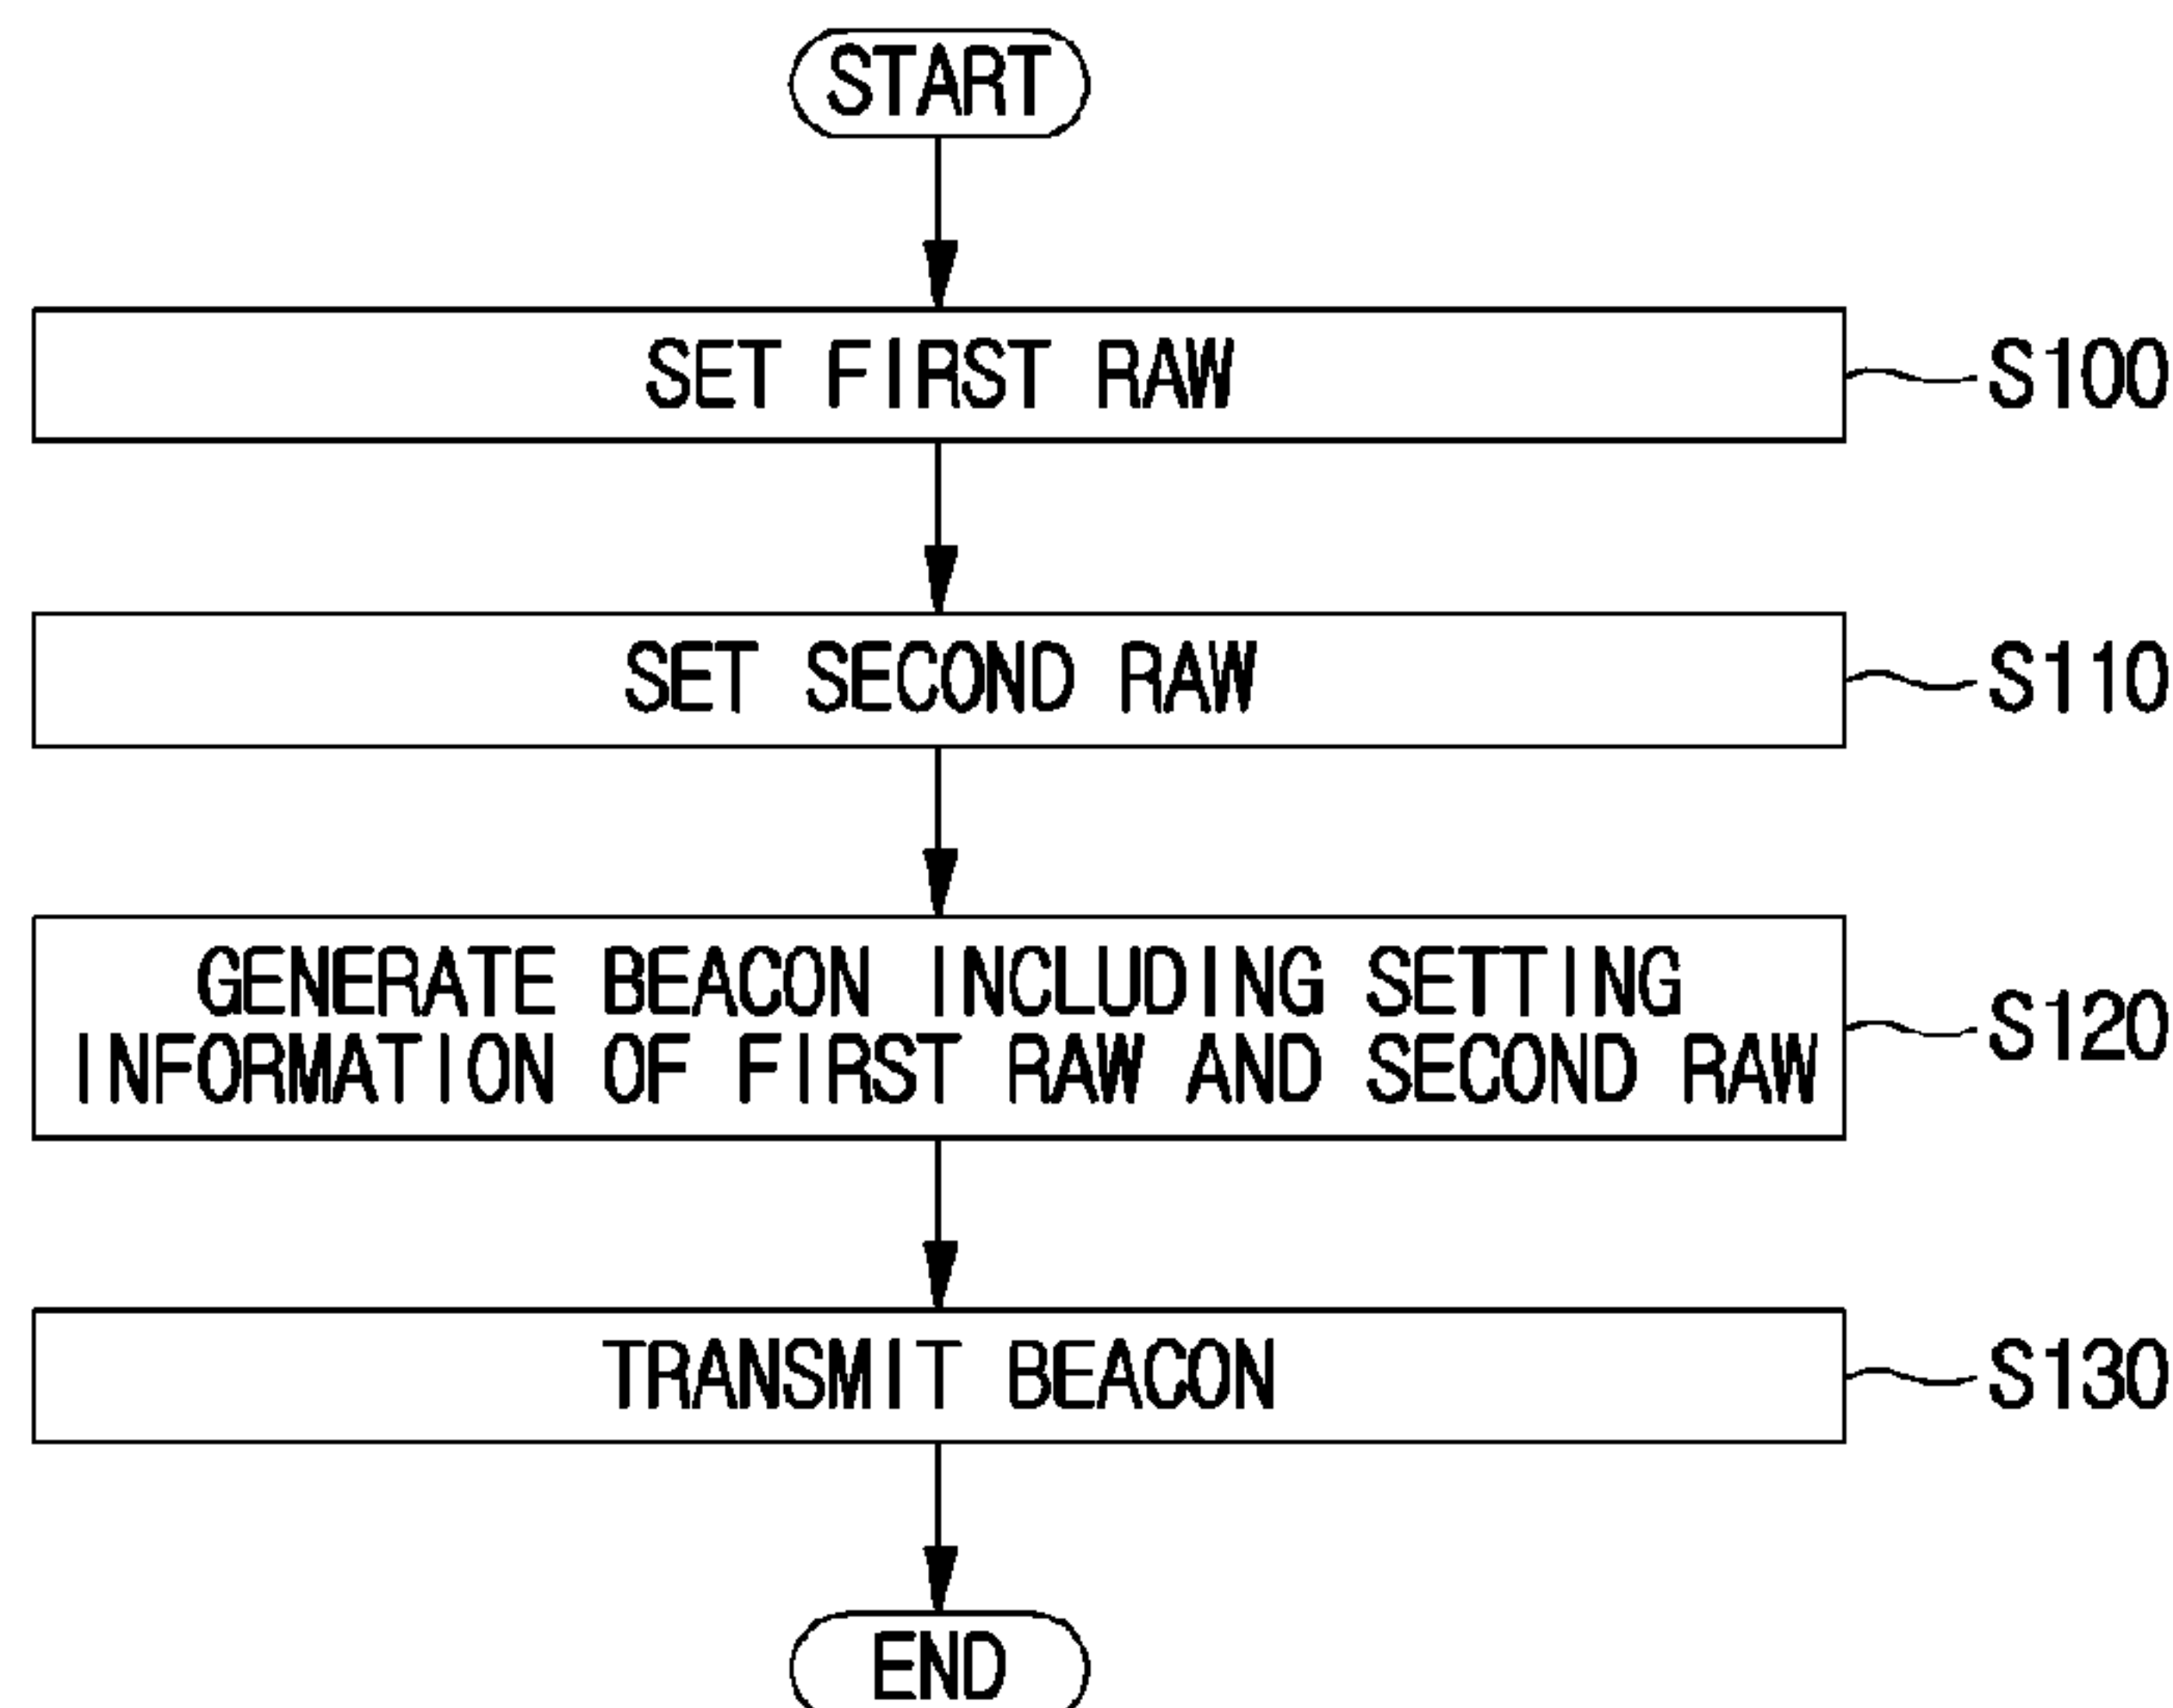 START
SET FIRST RAW
S100
SET SECOND RAW
S110
GENERATE BEACON INCLUDING SETTING
INFORMATION OF FIRST RAW AND SECOND RAW
S120
TRANSMIT BEACON
S130
END